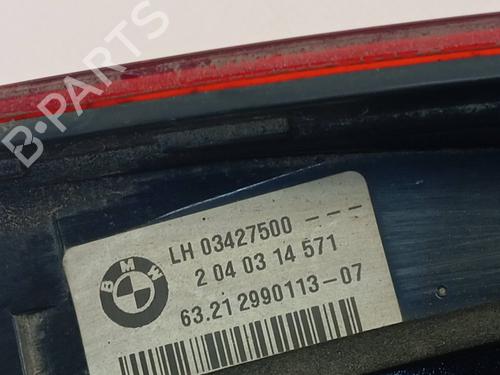 B-PARTS
LH 03427500 ---
2 04 03 14 571
63.21 2990113-07
BMW